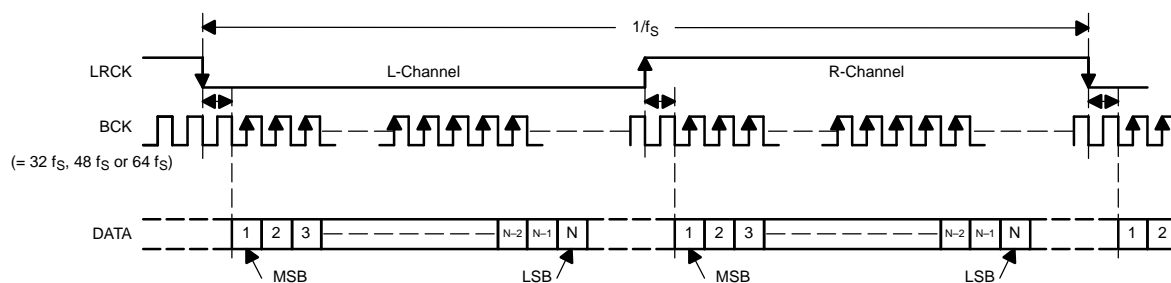 1/fS
LRCK
L-Channel
R-Channel
BCK
(= 32 fS, 48 fS or 64 fS)
DATA
1 2 3 N–2 N–1 N 1 2 3 N–2 N–1 N 1 2
MSB LSB MSB LSB